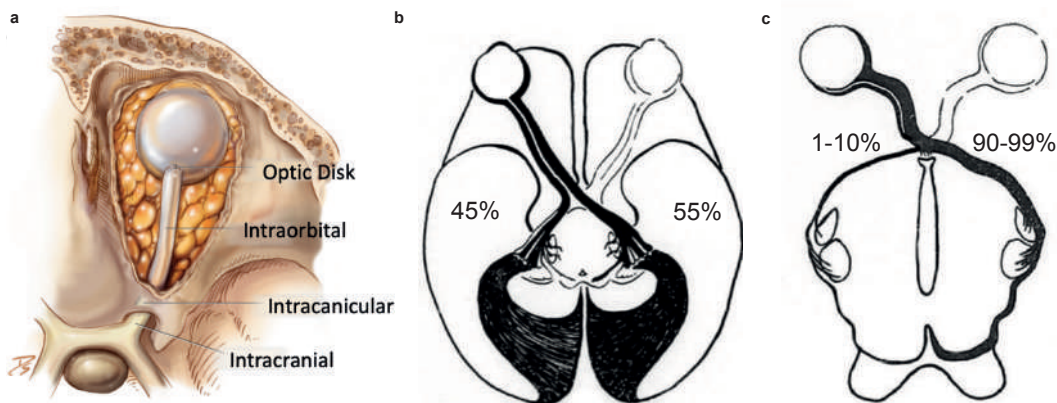 a
b
c
Optic Disk
Intraorbital
Intracanicular
Intracranial
45%
55%
1-10%
90-99%